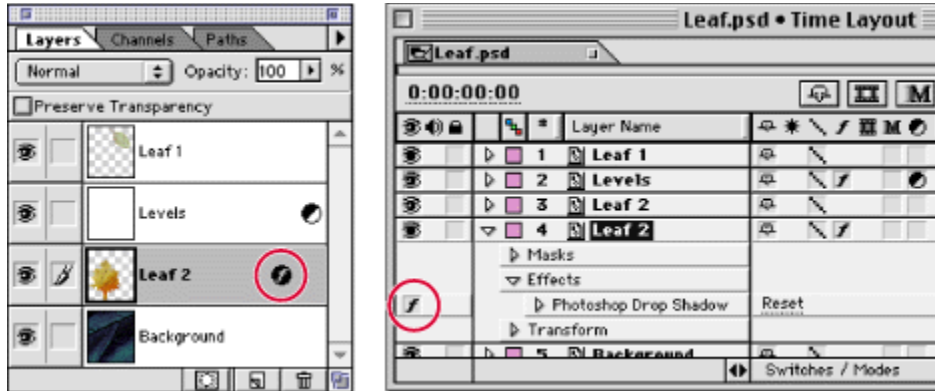 Layers Channels Paths
Normal Opacity: 100 %
Preserve Transparency
Leaf 1
Levels
Leaf 2
Background
Leaf.psd • Time Layout
Leaf.psd
0:00:00:00
M
# Layer Name M
1 Leaf 1
2 Levels
3 Leaf 2
4 Leaf 2
Masks
Effects
Photoshop Drop Shadow Reset
Transform
5 Background
Switches / Modes